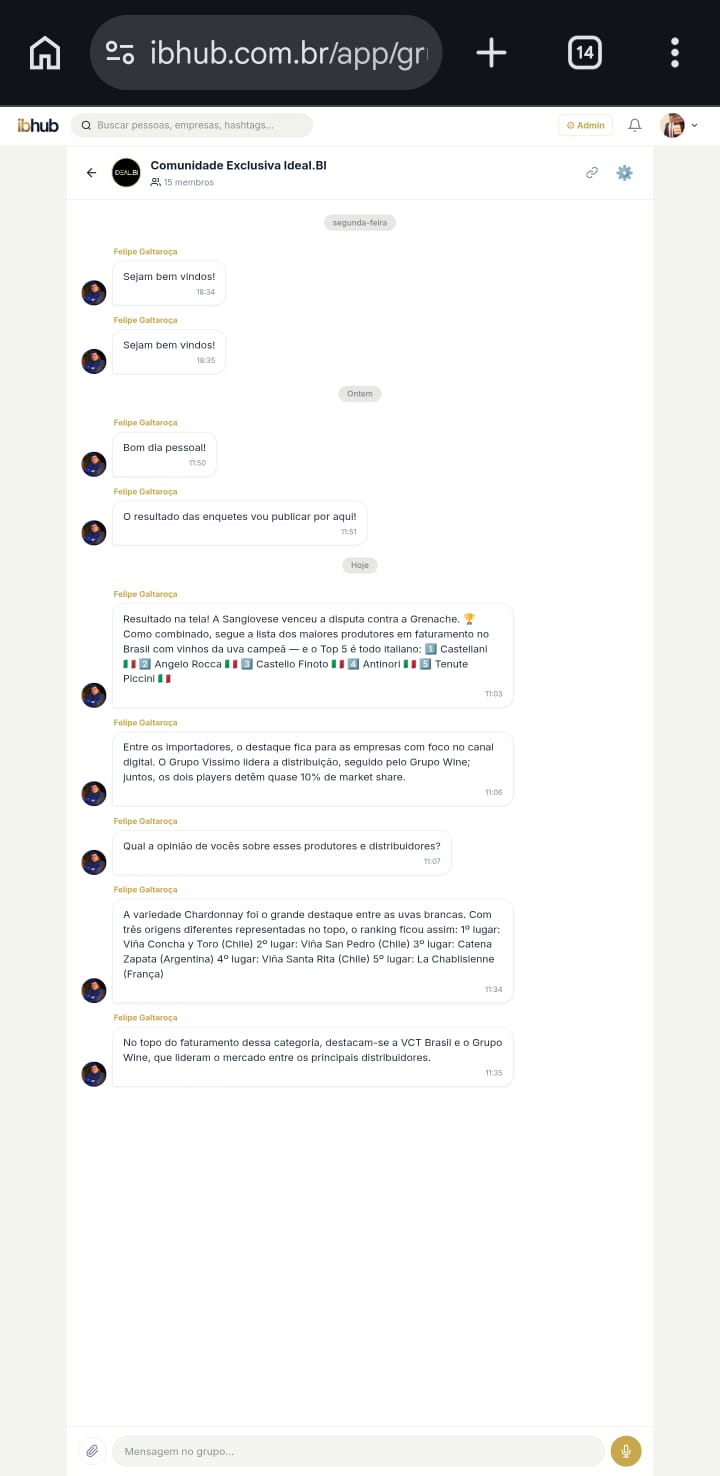 ibhub.com.br/app/gr
14
ibhub
Buscar pessoas, empresas, hashtags...
Admin
IDEAL.BI
Comunidade Exclusiva Ideal.BI
15 membros
segunda-feira
Felipe Galtaroça
Sejam bem vindos!
18:34
Felipe Galtaroça
Sejam bem vindos!
18:35
Ontem
Felipe Galtaroça
Bom dia pessoal!
11:50
Felipe Galtaroça
O resultado das enquetes vou publicar por aqui!
11:51
Hoje
Felipe Galtaroça
Resultado na tela! A Sangiovese venceu a disputa contra a Grenache. 🏆
Como combinado, segue a lista dos maiores produtores em faturamento no
Brasil com vinhos da uva campeã — e o Top 5 é todo italiano: 1️⃣ Castellani
🇮🇹 2️⃣ Angelo Rocca 🇮🇹 3️⃣ Castello Finoto 🇮🇹 4️⃣ Antinori 🇮🇹 5️⃣ Tenute
Piccini 🇮🇹
11:03
Felipe Galtaroça
Entre os importadores, o destaque fica para as empresas com foco no canal
digital. O Grupo Vissimo lidera a distribuição, seguido pelo Grupo Wine;
juntos, os dois players detêm quase 10% de market share.
11:06
Felipe Galtaroça
Qual a opinião de vocês sobre esses produtores e distribuidores?
11:07
Felipe Galtaroça
A variedade Chardonnay foi o grande destaque entre as uvas brancas. Com
três origens diferentes representadas no topo, o ranking ficou assim: 1º lugar:
Viña Concha y Toro (Chile) 2º lugar: Viña San Pedro (Chile) 3º lugar: Catena
Zapata (Argentina) 4º lugar: Viña Santa Rita (Chile) 5º lugar: La Chablisienne
(França)
11:34
Felipe Galtaroça
No topo do faturamento dessa categoria, destacam-se a VCT Brasil e o Grupo
Wine, que lideram o mercado entre os principais distribuidores.
11:35
Mensagem no grupo...